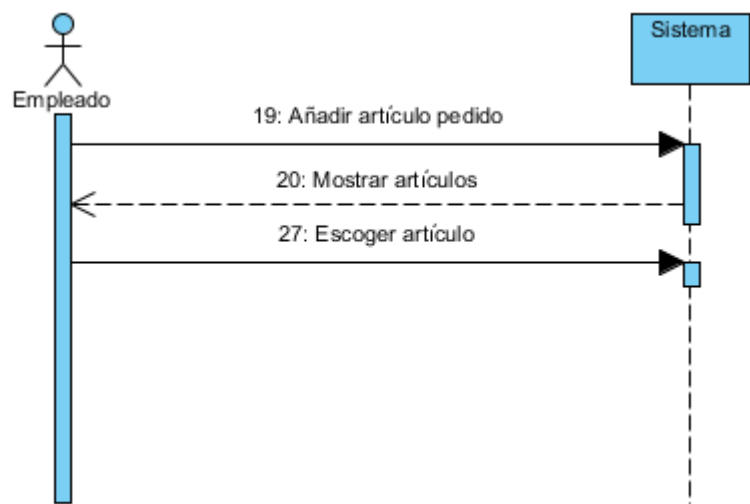 Sistema
Empleado
19: Añadir artículo pedido
20: Mostrar artículos
27: Escoger artículo